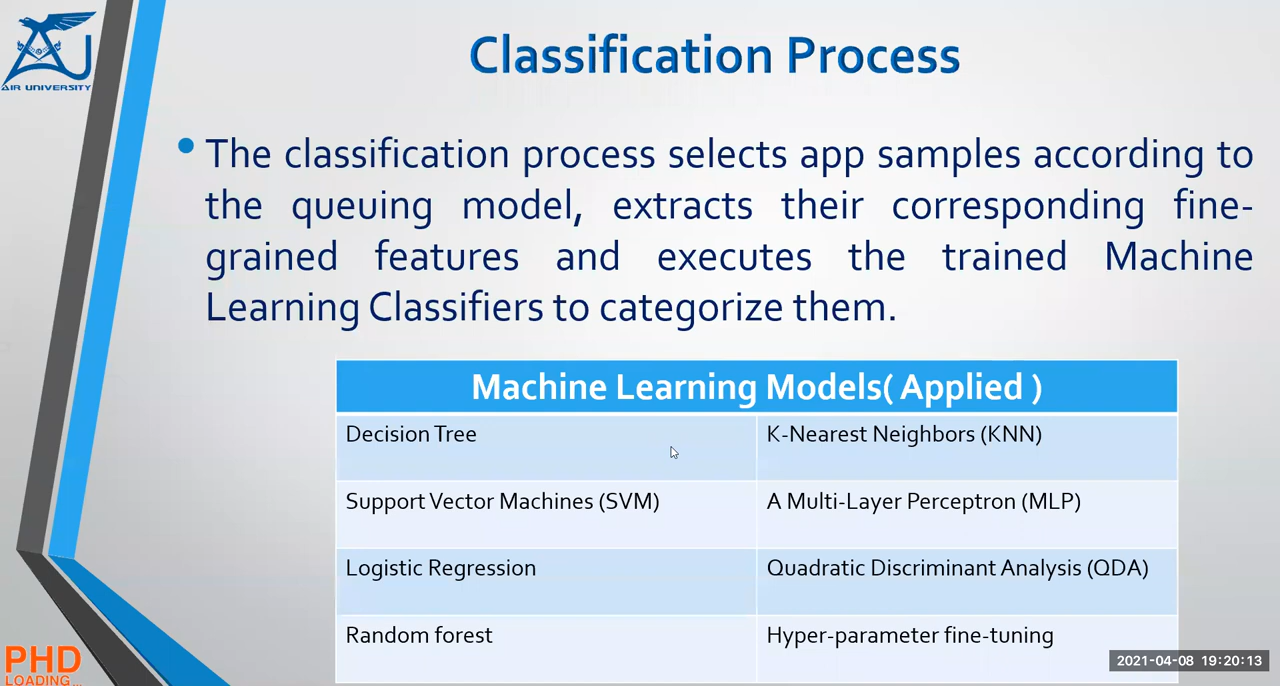 AIR UNIVERSITY
Classification Process
• The classification process selects app samples according to
the queuing model, extracts their corresponding fine-
grained features and executes the trained Machine
Learning Classifiers to categorize them.
Machine Learning Models( Applied )
Decision Tree
K-Nearest Neighbors (KNN)
Support Vector Machines (SVM)
A Multi-Layer Perceptron (MLP)
Logistic Regression
Quadratic Discriminant Analysis (QDA)
Random forest
Hyper-parameter fine-tuning
PHD
LOADING...
2021-04-08 19:20:13